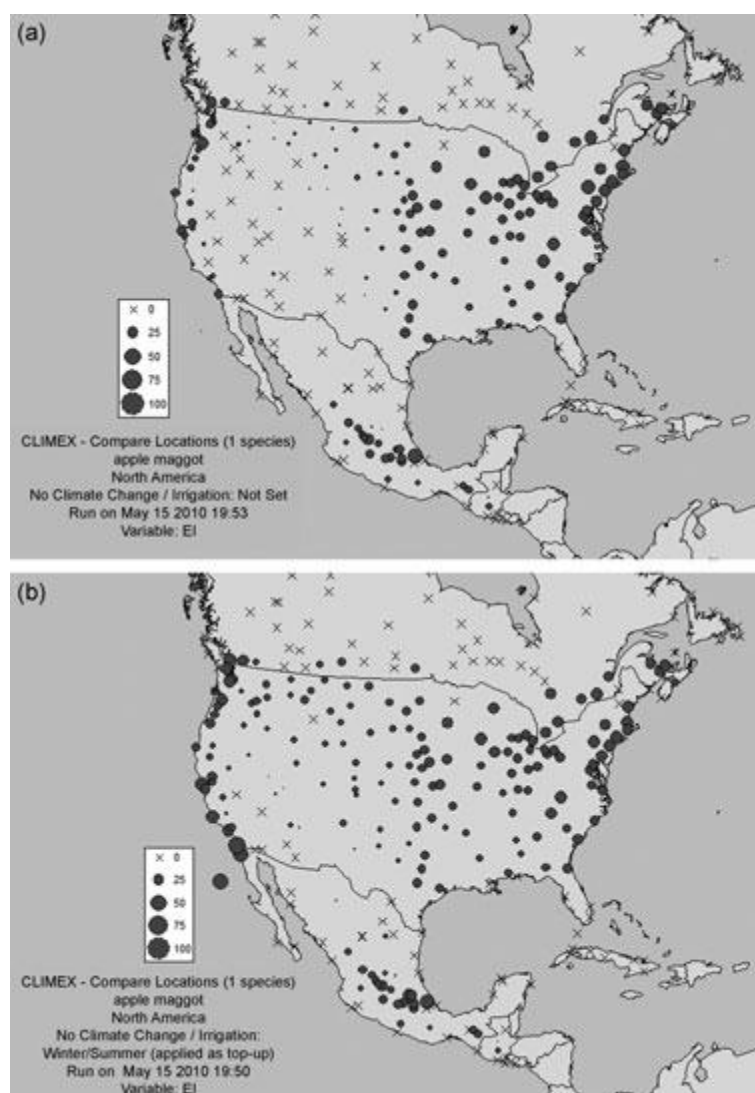 (a)
0
25
50
75
100
CLIMEX - Compare Locations (1 species)
apple maggot
North America
No Climate Change / Irrigation: Not Set
Run on May 15 2010 19:53
Variable: EI
(b)
0
25
50
75
100
CLIMEX - Compare Locations (1 species)
apple maggot
North America
No Climate Change / Irrigation:
Winter/Summer (applied as top-up)
Run on May 15 2010 19:50
Variable: EI